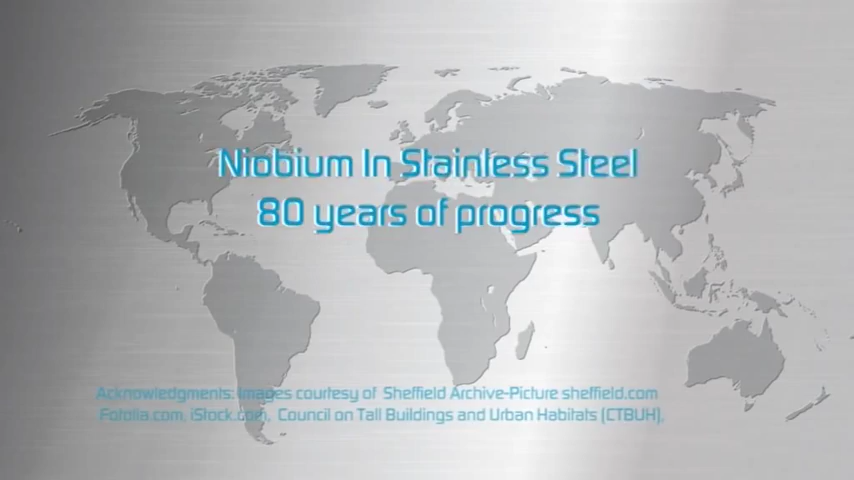 Niobium In Stainless Steel
80 years of progress
Acknowledgments: Images courtesy of Sheffield Archive-Picture sheffield.com
Fotolia.com, iStock.com, Council on Tall Buildings and Urban Habitats (CTBUH),